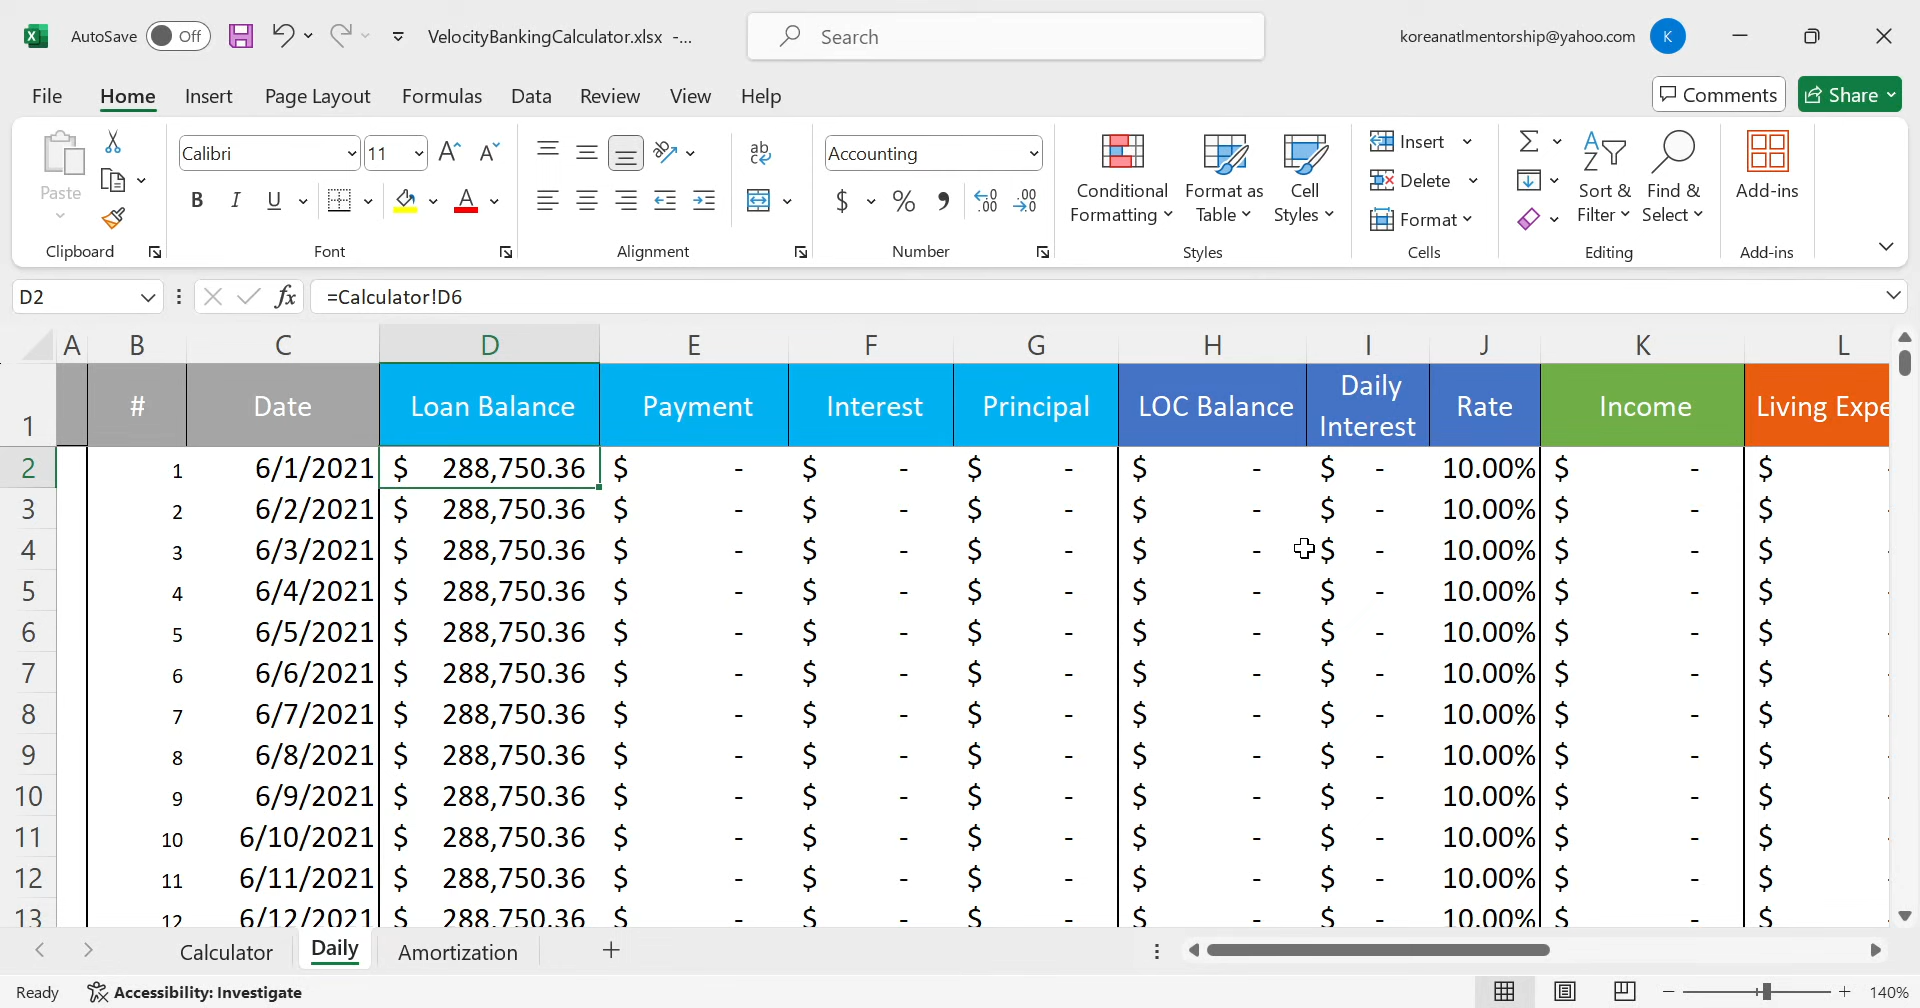 AutoSave Off VelocityBankingCalculator.xlsx -... Search koreanatlmentorship@yahoo.com K
File Home Insert Page Layout Formulas Data Review View Help Comments Share
Paste Calibri 11 Accounting Conditional Formatting Format as Table Cell Styles Insert Delete Format Sort & Filter Find & Select Add-ins
Clipboard Font Alignment Number Styles Cells Editing Add-ins
D2 fx =Calculator!D6
A B C D E F G H I J K L
1 # Date Loan Balance Payment Interest Principal LOC Balance Daily Interest Rate Income Living Expe
2 1 6/1/2021 $ 288,750.36 $ - $ - $ - $ - $ - 10.00% $ - $ -
3 2 6/2/2021 $ 288,750.36 $ - $ - $ - $ - $ - 10.00% $ - $ -
4 3 6/3/2021 $ 288,750.36 $ - $ - $ - $ - $ - 10.00% $ - $ -
5 4 6/4/2021 $ 288,750.36 $ - $ - $ - $ - $ - 10.00% $ - $ -
6 5 6/5/2021 $ 288,750.36 $ - $ - $ - $ - $ - 10.00% $ - $ -
7 6 6/6/2021 $ 288,750.36 $ - $ - $ - $ - $ - 10.00% $ - $ -
8 7 6/7/2021 $ 288,750.36 $ - $ - $ - $ - $ - 10.00% $ - $ -
9 8 6/8/2021 $ 288,750.36 $ - $ - $ - $ - $ - 10.00% $ - $ -
10 9 6/9/2021 $ 288,750.36 $ - $ - $ - $ - $ - 10.00% $ - $ -
11 10 6/10/2021 $ 288,750.36 $ - $ - $ - $ - $ - 10.00% $ - $ -
12 11 6/11/2021 $ 288,750.36 $ - $ - $ - $ - $ - 10.00% $ - $ -
13 12 6/12/2021 $ 288,750.36 $ - $ - $ - $ - $ - 10.00% $ - $ -
Calculator Daily Amortization +
Ready Accessibility: Investigate 140%